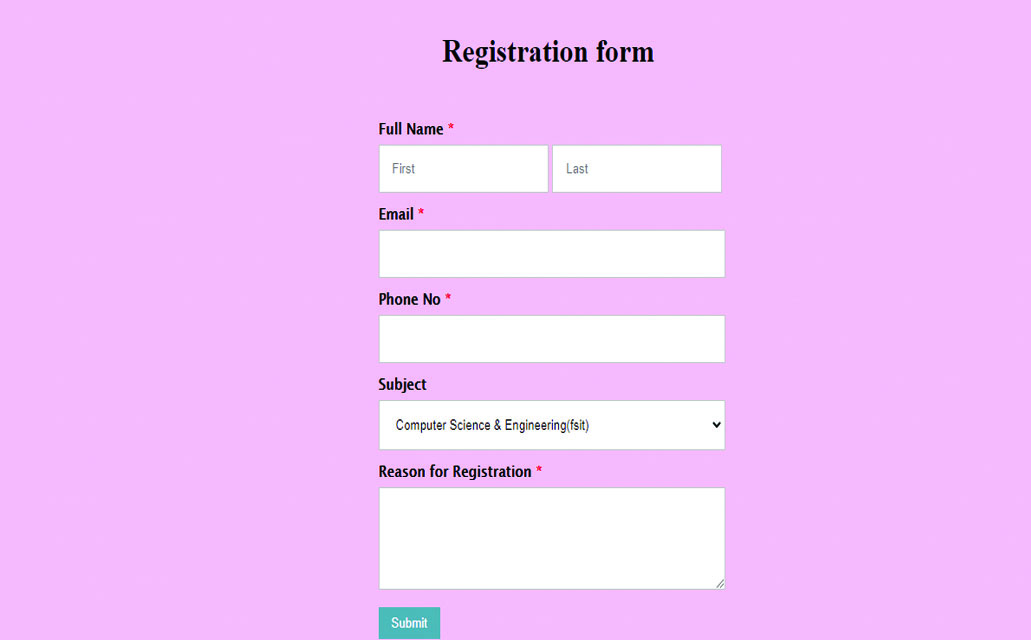 Registration form
Full Name *
First Last
Email *
Phone No *
Subject
Computer Science & Engineering(fsit)
Reason for Registration *
Submit